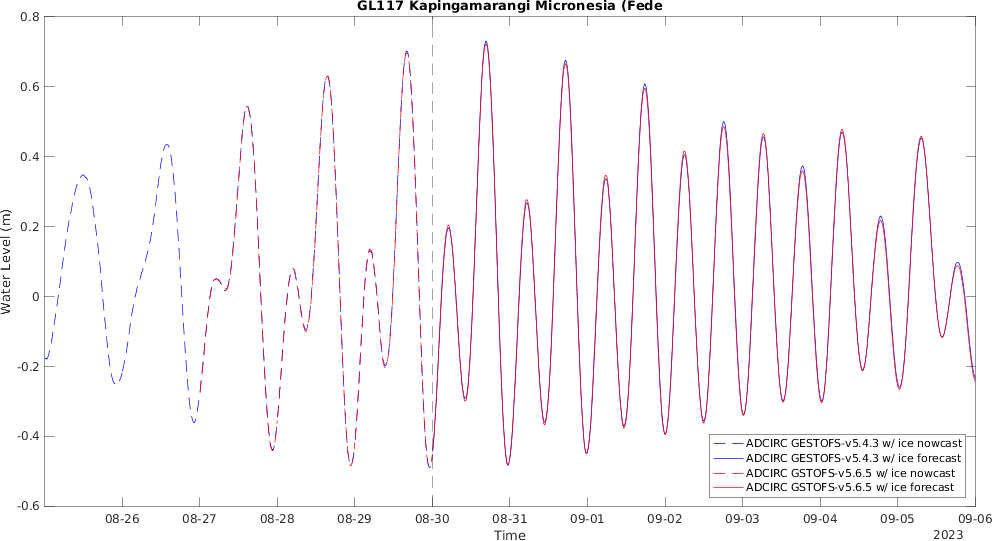 GL117 Kapingamarangi Micronesia (Fede
0.8
0.6
0.4
0.2
0
-0.2
-0.4
-0.6
Water Level (m)
ADCIRC GESTOFS-v5.4.3 w/ ice nowcast
ADCIRC GESTOFS-v5.4.3 w/ ice forecast
ADCIRC GSTOFS-v5.6.5 w/ ice nowcast
ADCIRC GSTOFS-v5.6.5 w/ ice forecast
08-26 08-27 08-28 08-29 08-30 08-31 09-01 09-02 09-03 09-04 09-05 09-06
Time
2023